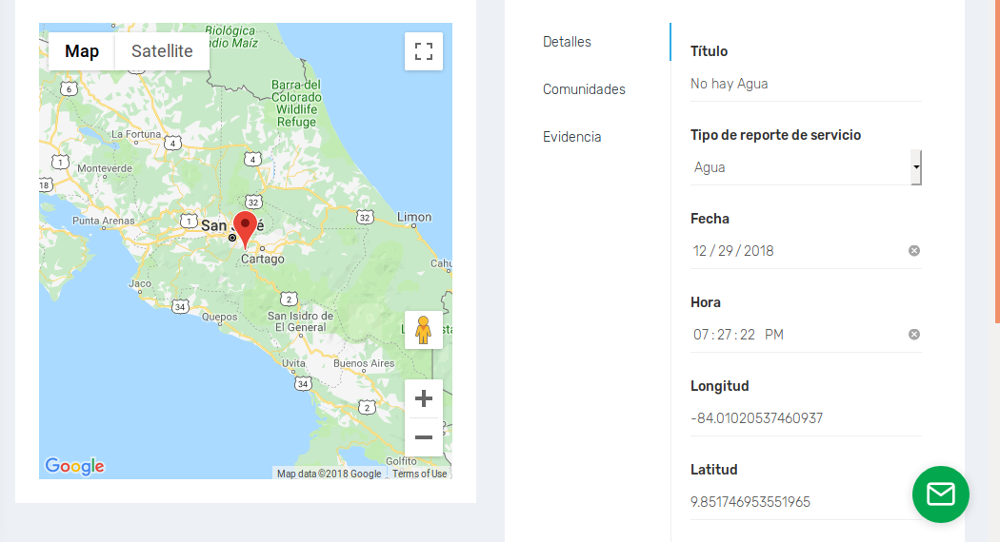 Biológica
Indio Maíz
Map
Satellite
6
Barra del
Colorado
Wildlife
Refuge
La Fortuna
4
4
1
Monteverde
18
32
Punta Arenas
1
San José
32
Limon
Cartago
Cahu
Jaco
34
2
Quepos
San Isidro de
El General
Uvita
Buenos Aires
34
2
Golfito
Google
Map data ©2018 Google
Terms of Use
Detalles
Comunidades
Evidencia
Título
No hay Agua
Tipo de reporte de servicio
Agua
Fecha
12 / 29 / 2018
Hora
07 : 27 : 22 PM
Longitud
-84.01020537460937
Latitud
9.851746953551965